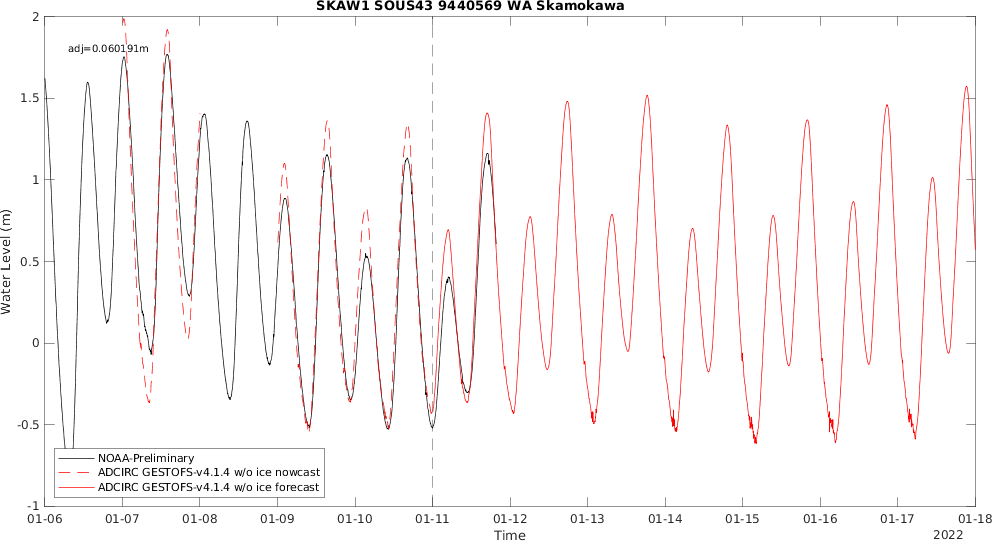 SKAW1 SOUS43 9440569 WA Skamokawa
adj=0.060191m
2
1.5
1
0.5
0
-0.5
-1
Water Level (m)
NOAA-Preliminary
ADCIRC GESTOFS-v4.1.4 w/o ice nowcast
ADCIRC GESTOFS-v4.1.4 w/o ice forecast
01-06 01-07 01-08 01-09 01-10 01-11 01-12 01-13 01-14 01-15 01-16 01-17 01-18
Time
2022